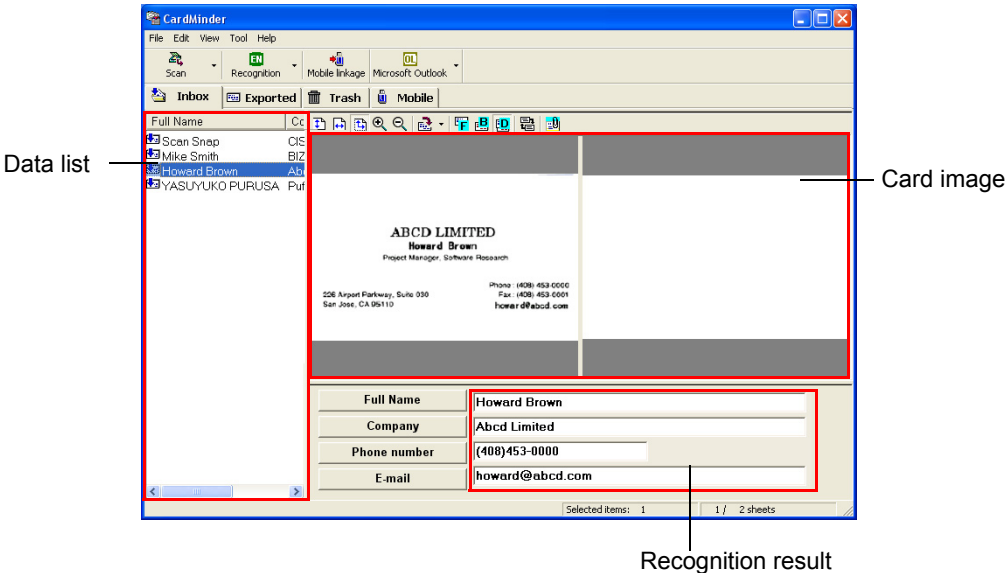 CardMinder
File Edit View Tool Help
Scan
Recognition
Mobile linkage
Microsoft Outlook
EN
OL
Inbox
Exported
Trash
Mobile
Full Name
Scan Snap CIS
Mike Smith BIZ
Howard Brown
YASUYUKO PURUSA
F B D
Data list
Card image
ABCD LIMITED
Howard Brown
Project Manager, Software Research
226 Airport Parkway, Suite 030
San Jose, CA 95110
Phone : (408) 453-0000
Fax : (408) 453-0001
howard@abcd.com
Full Name Howard Brown
Company Abcd Limited
Phone number (408)453-0000
E-mail howard@abcd.com
Selected items: 1
1 / 2 sheets
Recognition result